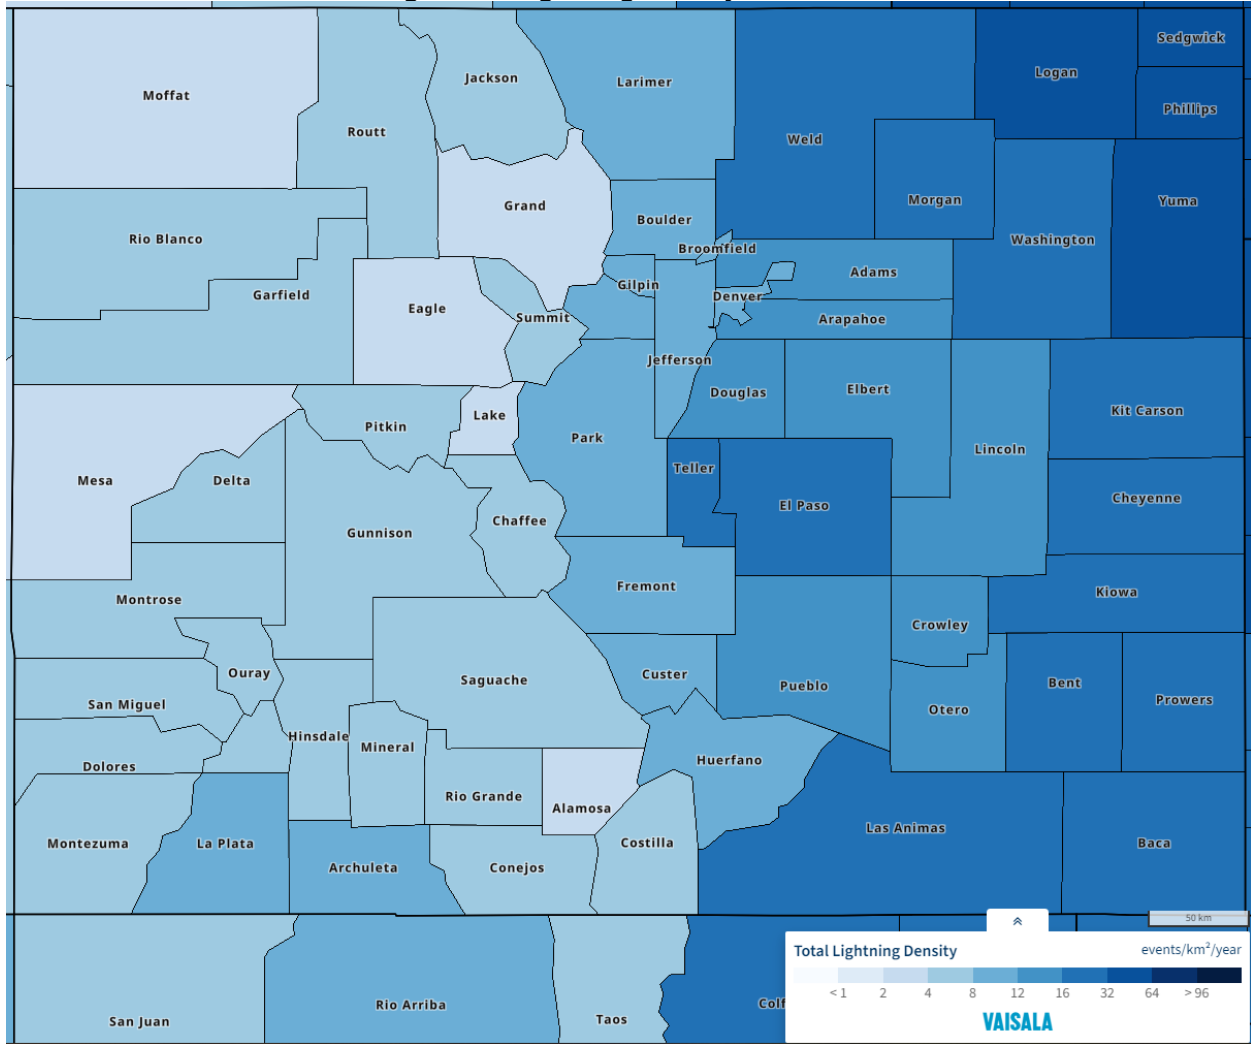 Sedgwick
Logan
Jackson
Larimer
Moffat
Phillips
Routt
Weld
Morgan
Yuma
Grand
Boulder
Rio Blanco
Washington
Broomfield
Adams
Gilpin
Garfield
Denver
Eagle
Summit
Arapahoe
Jefferson
Douglas
Elbert
Kit Carson
Lake
Pitkin
Park
Lincoln
Teller
Mesa
Delta
Cheyenne
El Paso
Chaffee
Gunnison
Fremont
Kiowa
Montrose
Crowley
Ouray
Custer
Saguache
Bent
Pueblo
Prowers
San Miguel
Otero
Hinsdale
Mineral
Huerfano
Dolores
Rio Grande
Alamosa
Las Animas
Montezuma
La Plata
Costilla
Baca
Archuleta
Conejos
50 km
Total Lightning Density events/km²/year
< 1 2 4 8 12 16 32 64 > 96
VAISALA
Rio Arriba
Colf
San Juan
Taos